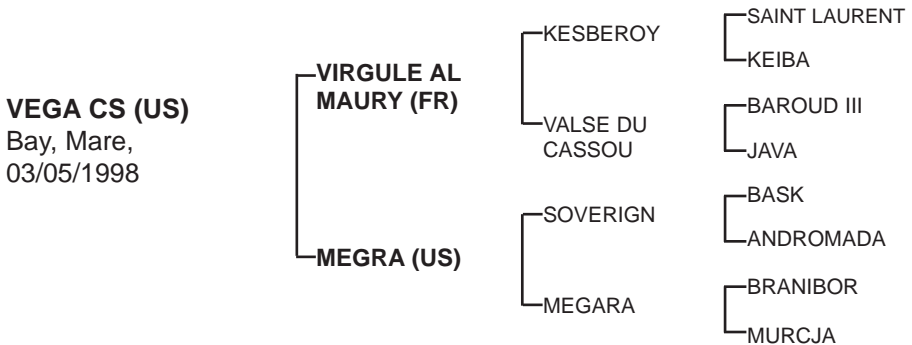 VEGA CS (US)
Bay, Mare,
03/05/1998
VIRGULE AL
MAURY (FR)
MEGRA (US)
KESBEROY
VALSE DU
CASSOU
SOVERIGN
MEGARA
SAINT LAURENT
KEIBA
BAROUD III
JAVA
BASK
ANDROMADA
BRANIBOR
MURCJA